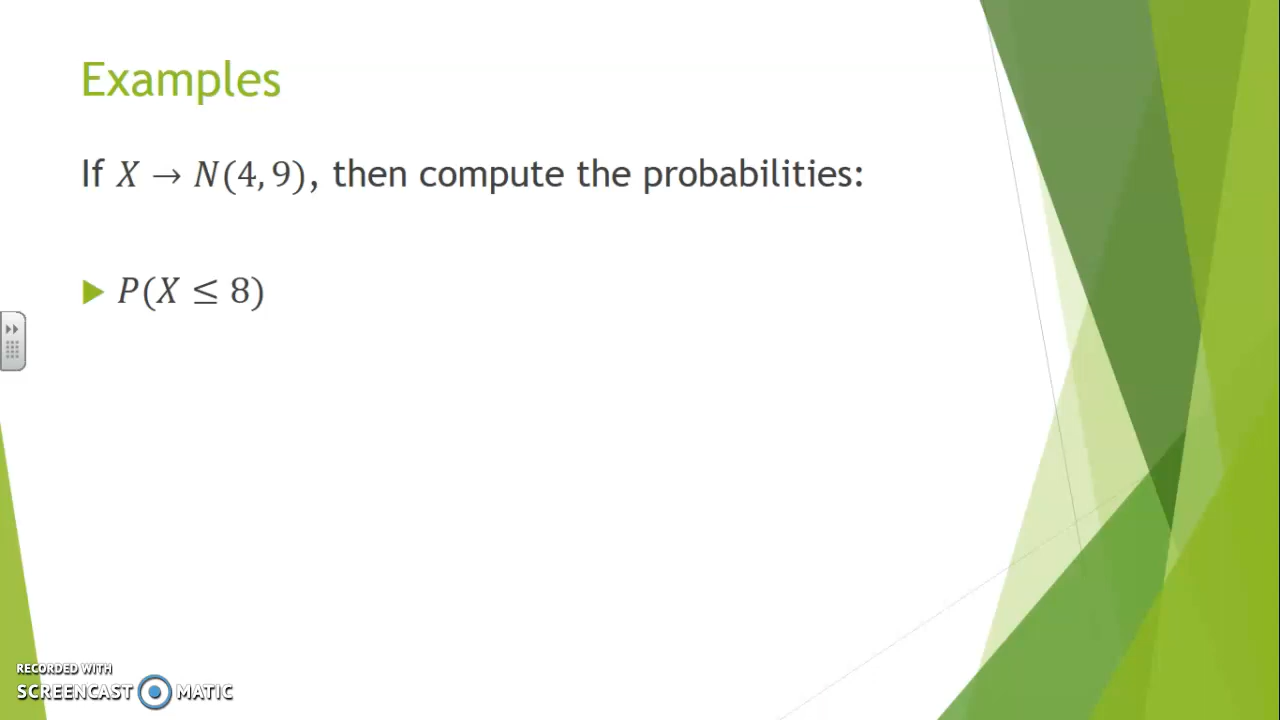 Examples
If X → N(4, 9), then compute the probabilities:
P(X ≤ 8)
RECORDED WITH
SCREENCAST MATIC